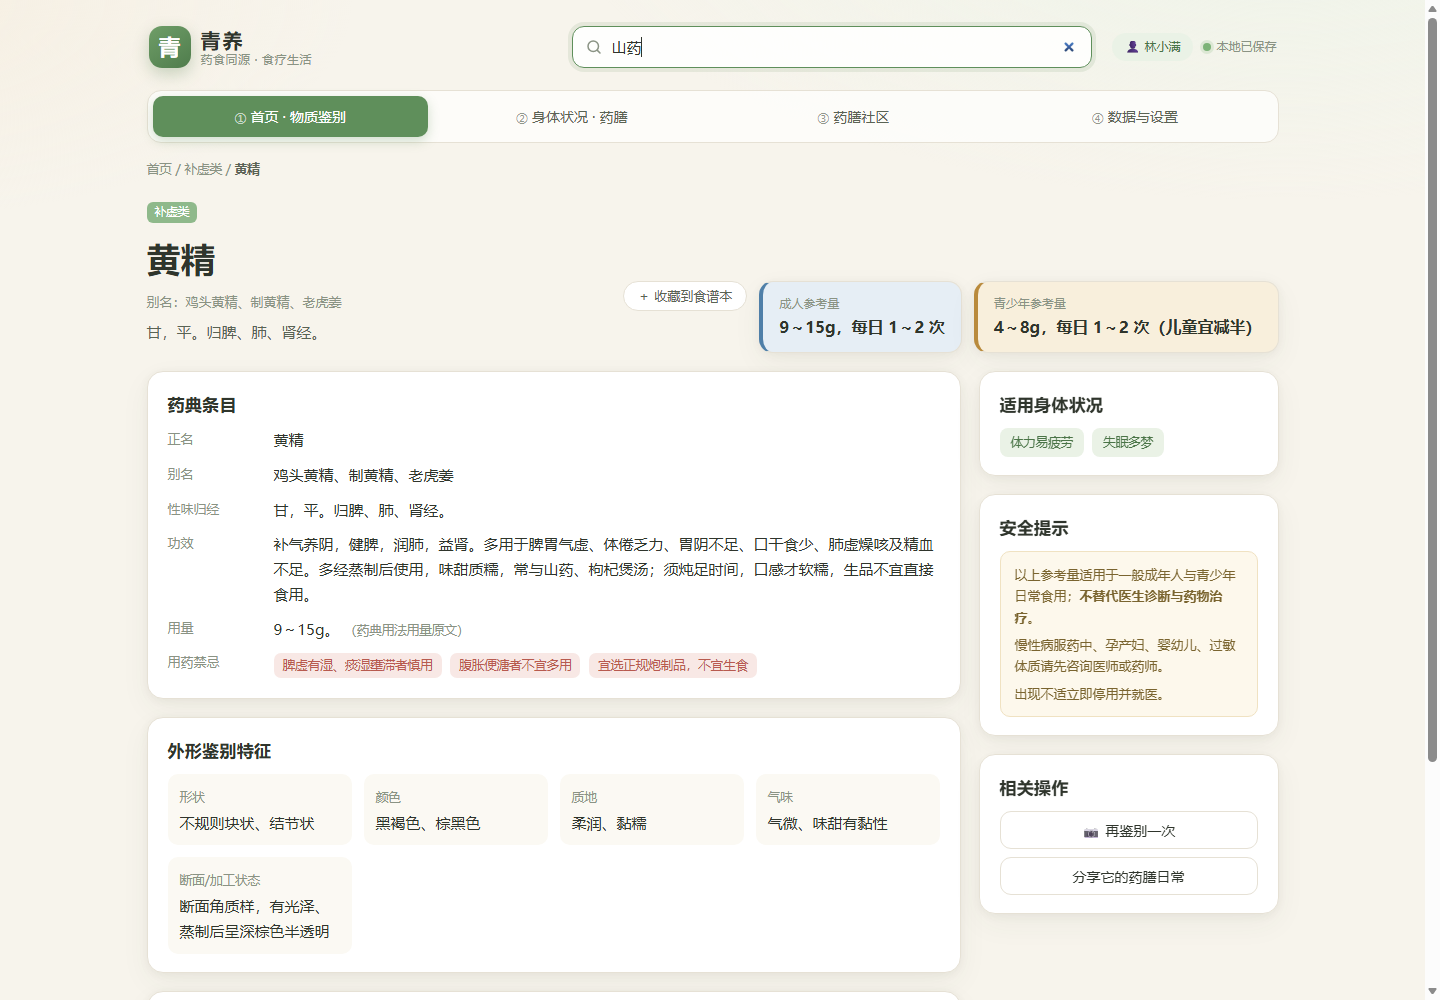 青
青养
药食同源 · 食疗生活
山药
×
林小满
本地已保存
① 首页 · 物质鉴别
② 身体状况 · 药膳
③ 药膳社区
④ 数据与设置
首页 / 补虚类 / 黄精
补虚类
黄精
别名：鸡头黄精、制黄精、老虎姜
甘，平。归脾、肺、肾经。
+ 收藏到食谱本
成人参考量
9～15g，每日 1～2 次
青少年参考量
4～8g，每日 1～2 次（儿童宜减半）
药典条目
正名
黄精
别名
鸡头黄精、制黄精、老虎姜
性味归经
甘，平。归脾、肺、肾经。
功效
补气养阴，健脾，润肺，益肾。多用于脾胃气虚、体倦乏力、胃阴不足、口干食少、肺虚燥咳及精血
不足。多经蒸制后使用，味甜质糯，常与山药、枸杞煲汤；须炖足时间，口感才软糯，生品不宜直接
食用。
用量
9～15g。 （药典用法用量原文）
用药禁忌
脾虚有湿、痰湿壅滞者慎用
腹胀便溏者不宜多用
宜选正规炮制品，不宜生食
外形鉴别特征
形状
不规则块状、结节状
颜色
黑褐色、棕黑色
质地
柔润、黏糯
气味
气微、味甜有黏性
断面/加工状态
断面角质样，有光泽、
蒸制后呈深棕色半透明
适用身体状况
体力易疲劳
失眠多梦
安全提示
以上参考量适用于一般成年人与青少年
日常食用；不替代医生诊断与药物治
疗。
慢性病服药中、孕产妇、婴幼儿、过敏
体质请先咨询医师或药师。
出现不适立即停用并就医。
相关操作
再鉴别一次
分享它的药膳日常